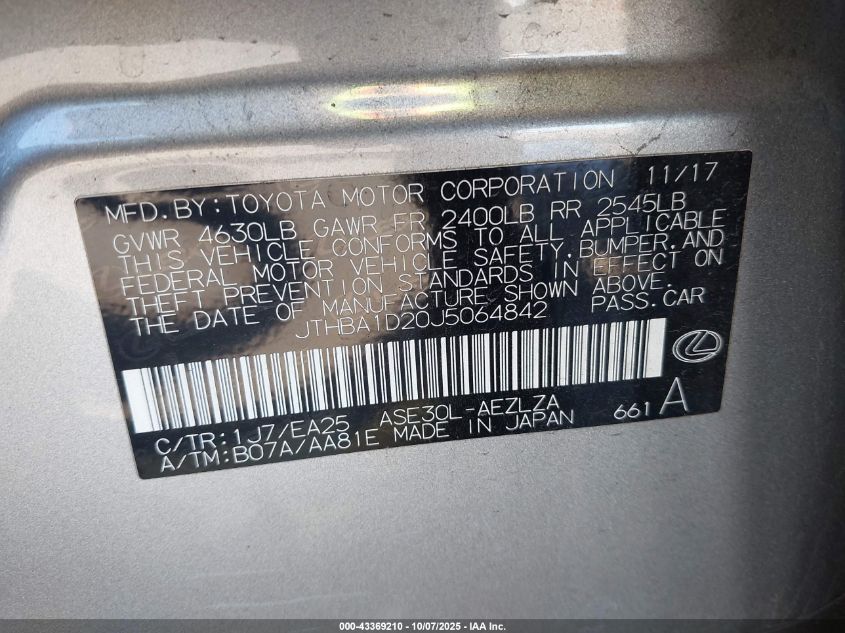 MFD. BY: TOYOTA MOTOR CORPORATION 11/17
GVWR 4630LB GAWR FR 2400LB RR 2545LB
THIS VEHICLE CONFORMS TO ALL APPLICABLE
FEDERAL MOTOR VEHICLE SAFETY, BUMPER, AND
THEFT PREVENTION STANDARDS IN EFFECT ON
THE DATE OF MANUFACTURE SHOWN ABOVE.
JTHBA1D20J5064842 PASS. CAR
C/TR: 1J7/EA25 ASE30L-AEZLZA 661 A
A/TM: B07A/AA81E MADE IN JAPAN
000-43369210 - 10/07/2025 - IAA Inc.